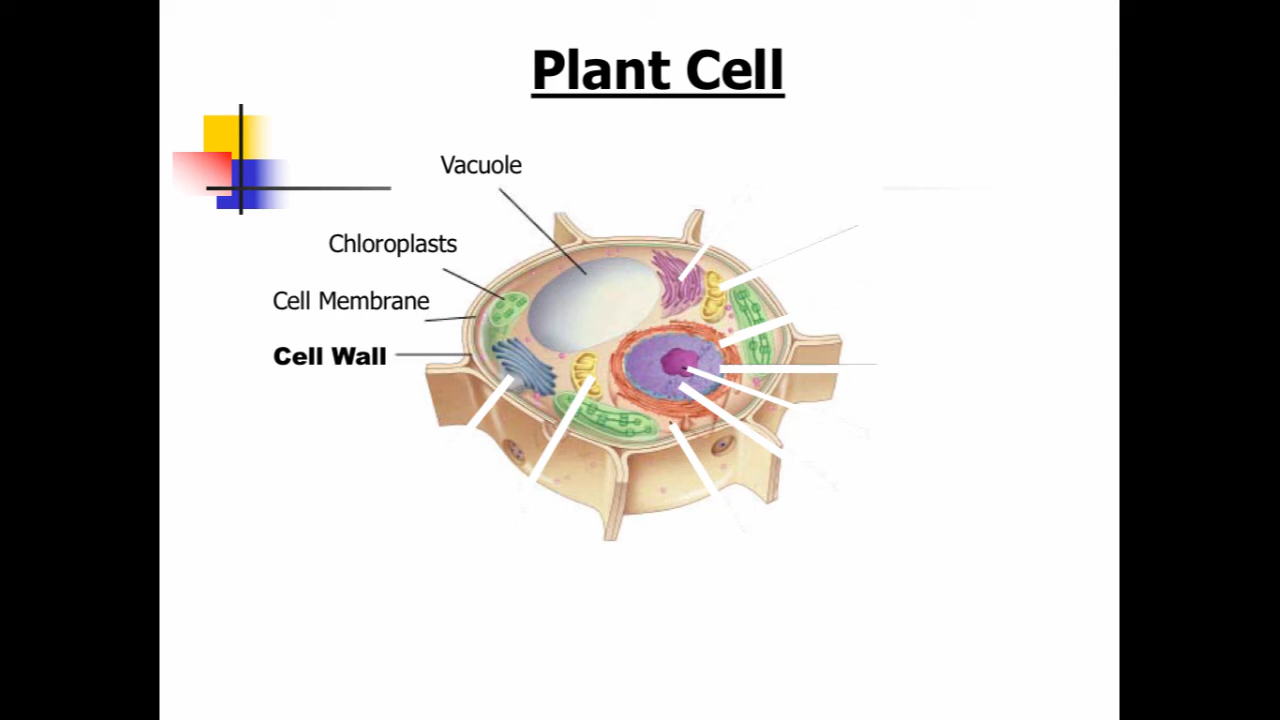 Plant Cell
Vacuole
Chloroplasts
Cell Membrane
Cell Wall